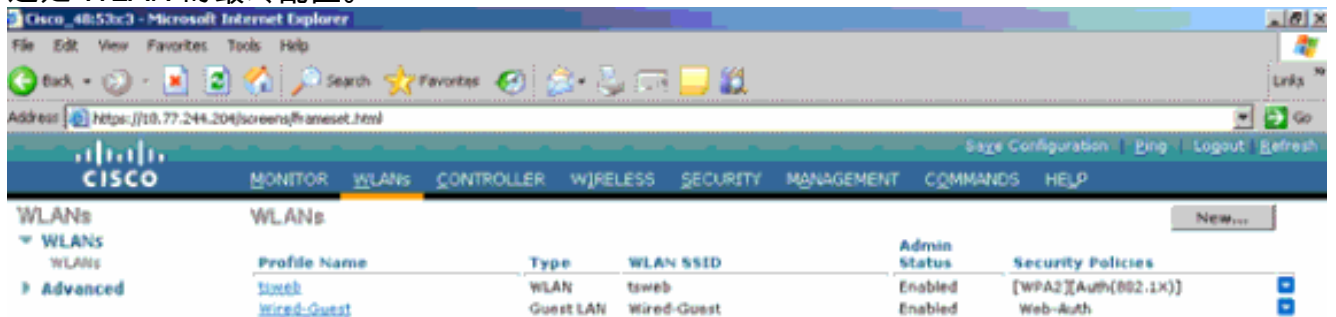 Cisco_48:53:c3 - Microsoft Internet Explorer
File Edit View Favorites Tools Help
Back Search Favorites Links
Address https://10.77.244.204/screens/frameset.html Go
Save Configuration | Ping | Logout | Refresh
CISCO MONITOR WLANs CONTROLLER WIRELESS SECURITY MANAGEMENT COMMANDS HELP
WLANs WLANs New...
WLANs
WLANs
Advanced
Profile Name Type WLAN SSID Admin Status Security Policies
tsweb WLAN tsweb Enabled [WPA2][Auth(802.1X)]
Wired-Guest Guest LAN Wired-Guest Enabled Web-Auth